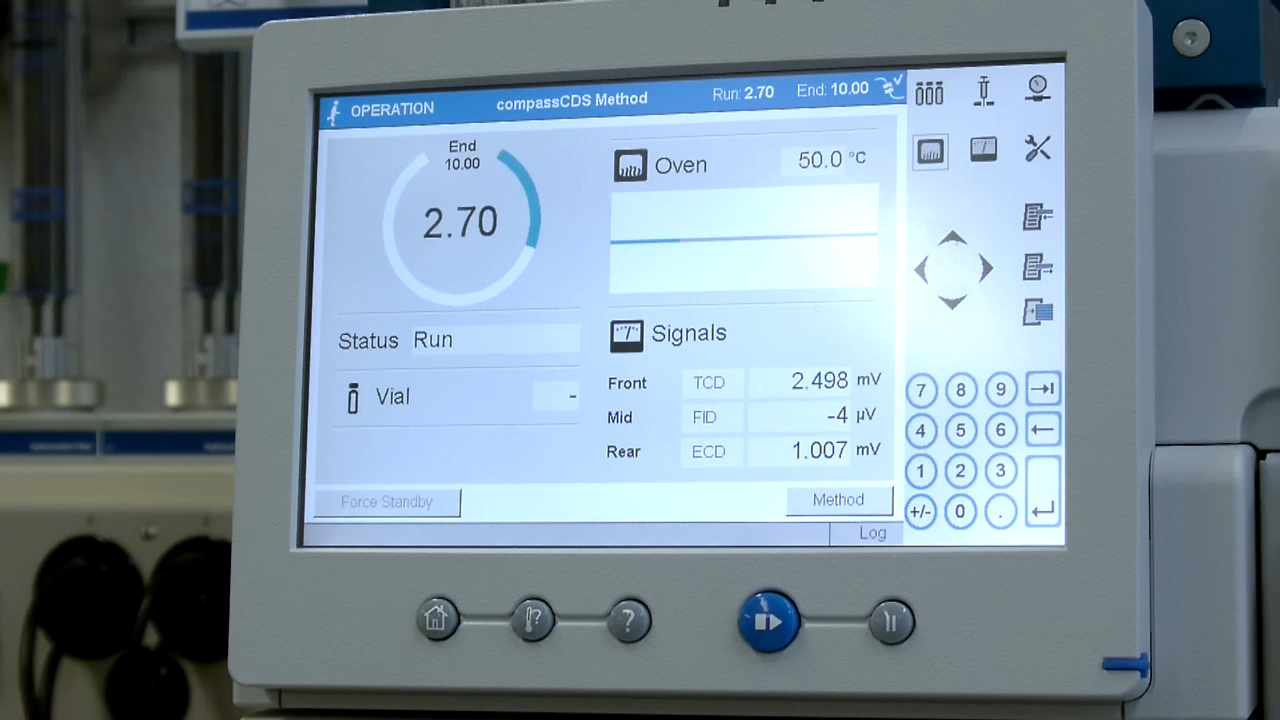 OPERATION compassCDS Method Run: 2.70 End: 10.00
End
10.00
2.70
Oven 50.0 °C
Status Run
Signals
Vial -
Front TCD 2.498 mV
Mid FID -4 µV
Rear ECD 1.007 mV
Force Standby Method
Log
7 8 9
4 5 6
1 2 3
+/- 0 .
?
?